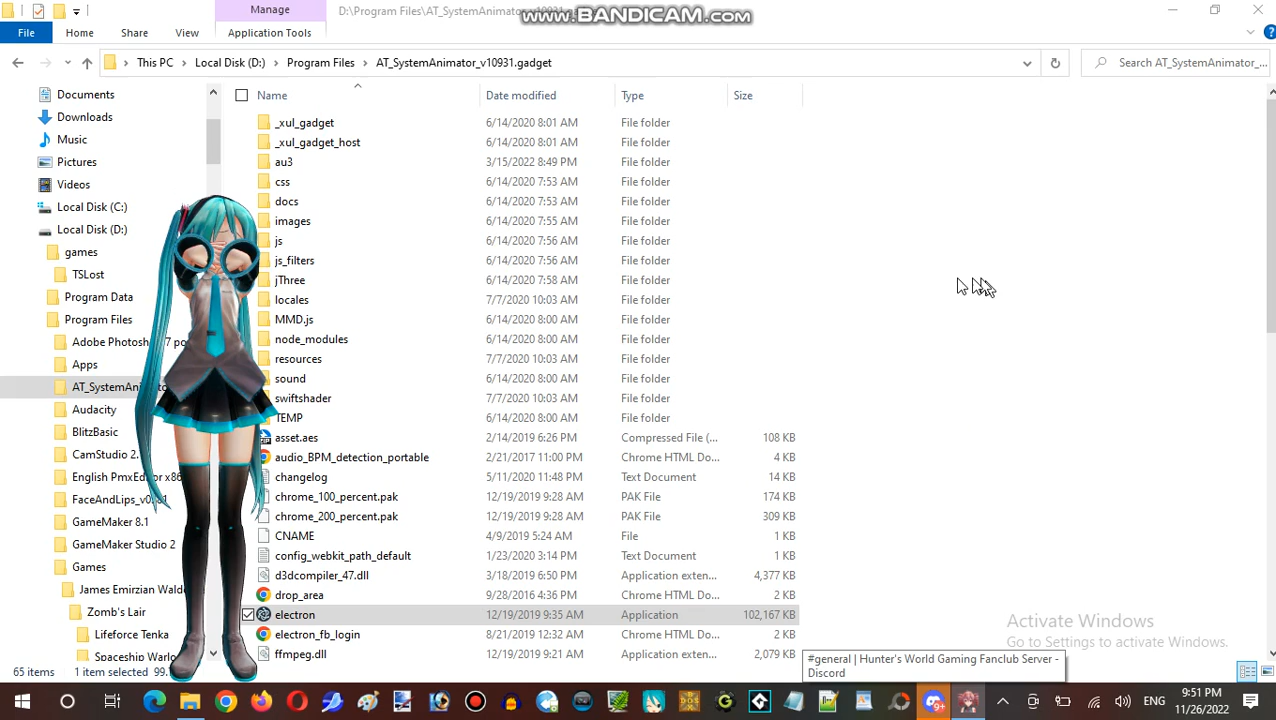 Manage
D:\Program Files\AT_SystemAnimator_v10931.gadget
www.BANDICAM.com
File Home Share View Application Tools
This PC Local Disk (D:) Program Files AT_SystemAnimator_v10931.gadget
Search AT_SystemAnimator_...
Name Date modified Type Size
Documents
Downloads
Music
Pictures
Videos
Local Disk (C:)
Local Disk (D:)
games
TSLost
Program Data
Program Files
Apps
Audacity
BlitzBasic
CamStudio 2.
English PmxEditor x86
FaceAndLips_v0
GameMaker 8.1
GameMaker Studio 2
Games
James Emirzian Wald
Zomb's Lair
Lifeforce Tenka
Spaceship Warlo
_xul_gadget 6/14/2020 8:01 AM File folder
_xul_gadget_host 6/14/2020 8:01 AM File folder
au3 3/15/2022 8:49 PM File folder
css 6/14/2020 7:53 AM File folder
docs 6/14/2020 7:53 AM File folder
images 6/14/2020 7:55 AM File folder
js 6/14/2020 7:56 AM File folder
js_filters 6/14/2020 7:56 AM File folder
jThree 6/14/2020 7:58 AM File folder
locales 7/7/2020 10:03 AM File folder
MMD.js 6/14/2020 8:00 AM File folder
node_modules 6/14/2020 8:00 AM File folder
resources 7/7/2020 10:03 AM File folder
sound 6/14/2020 8:00 AM File folder
swiftshader 7/7/2020 10:03 AM File folder
TEMP 6/14/2020 8:00 AM File folder
asset.aes 2/14/2019 6:26 PM Compressed File (... 108 KB
audio_BPM_detection_portable 2/21/2017 11:00 PM Chrome HTML Do... 4 KB
changelog 5/11/2020 11:48 PM Text Document 14 KB
chrome_100_percent.pak 12/19/2019 9:28 AM PAK File 174 KB
chrome_200_percent.pak 12/19/2019 9:28 AM PAK File 309 KB
CNAME 4/9/2019 5:24 AM File 1 KB
config_webkit_path_default 1/23/2020 3:14 PM Text Document 1 KB
d3dcompiler_47.dll 3/18/2019 6:50 PM Application exten... 4,377 KB
drop_area 9/28/2016 4:36 PM Chrome HTML Do... 2 KB
electron 12/19/2019 9:35 AM Application 102,167 KB
electron_fb_login 8/21/2019 12:32 AM Chrome HTML Do... 2 KB
ffmpeg.dll 12/19/2019 9:21 AM Application exten... 2,079 KB
Activate Windows
Go to Settings to activate Windows.
#general | Hunter's World Gaming Fanclub Server -
Discord
65 items 1 item selected 99.
ENG
9:51 PM
11/26/2022